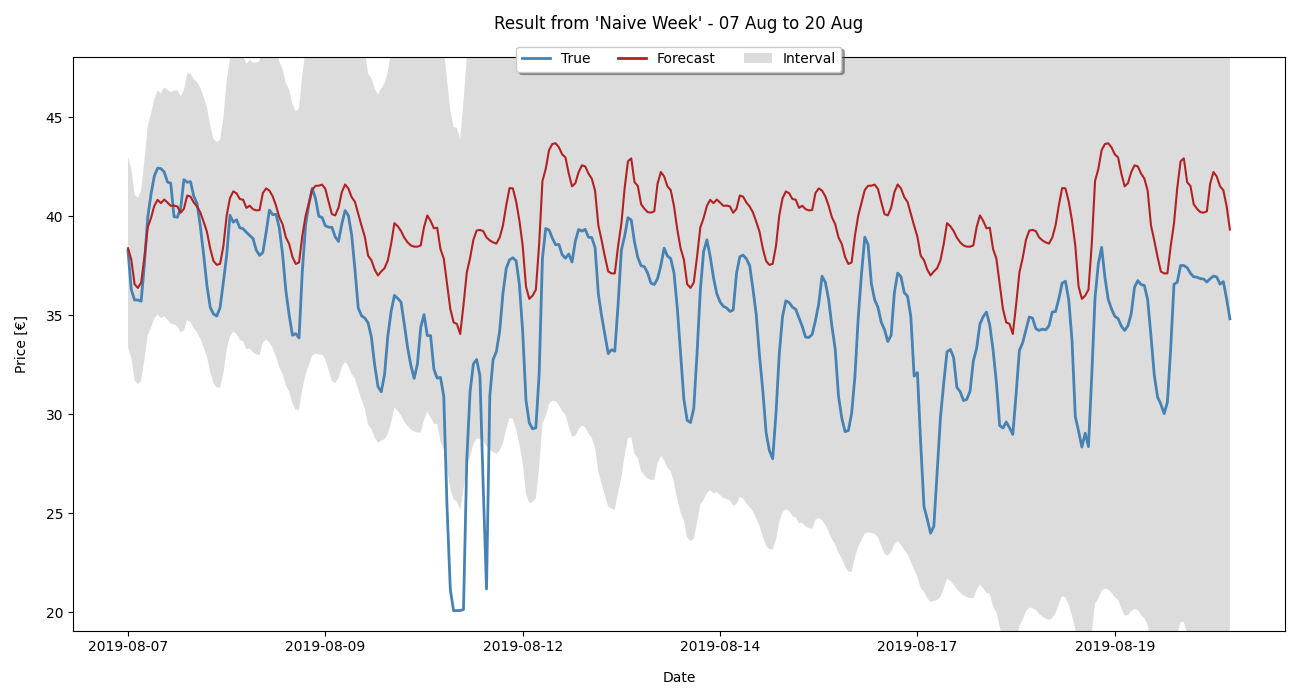 Result from 'Naive Week' - 07 Aug to 20 Aug
True Forecast Interval
45
40
35
30
25
20
Price [€]
2019-08-07 2019-08-09 2019-08-12 2019-08-14 2019-08-17 2019-08-19
Date